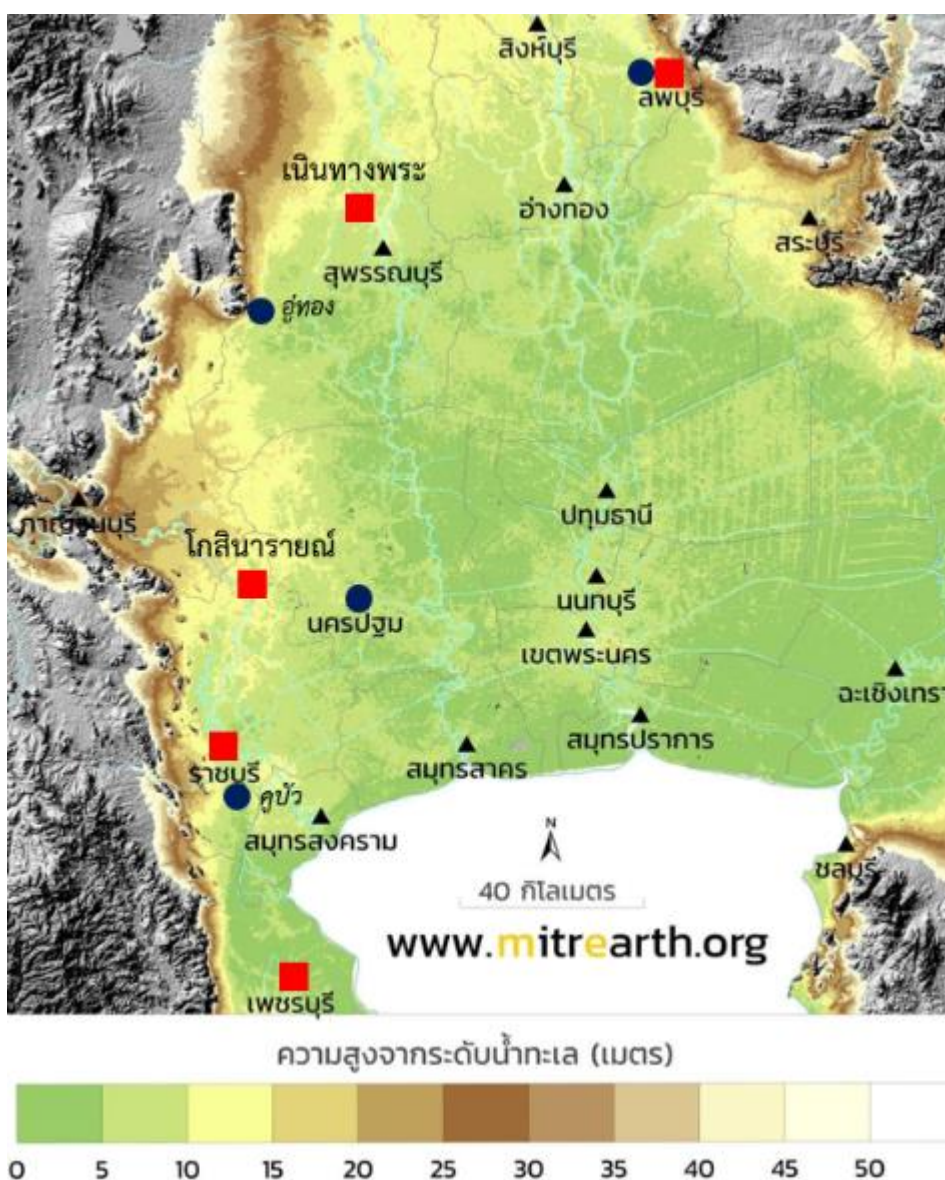 สิงห์บุรี
ลพบุรี
เนินทางพระ
อ่างทอง
สระบุรี
สุพรรณบุรี
อู่ทอง
ปทุมธานี
กาญจนบุรี
โกสินารายณ์
นนทบุรี
นครปฐม
เขตพระนคร
ฉะเชิงเทรา
สมุทรปราการ
สมุทรสาคร
ราชบุรี
คูบัว
สมุทรสงคราม
N
ชลบุรี
40 กิโลเมตร
www.mitrearth.org
เพชรบุรี
ความสูงจากระดับน้ำทะเล (เมตร)
0 5 10 15 20 25 30 35 40 45 50